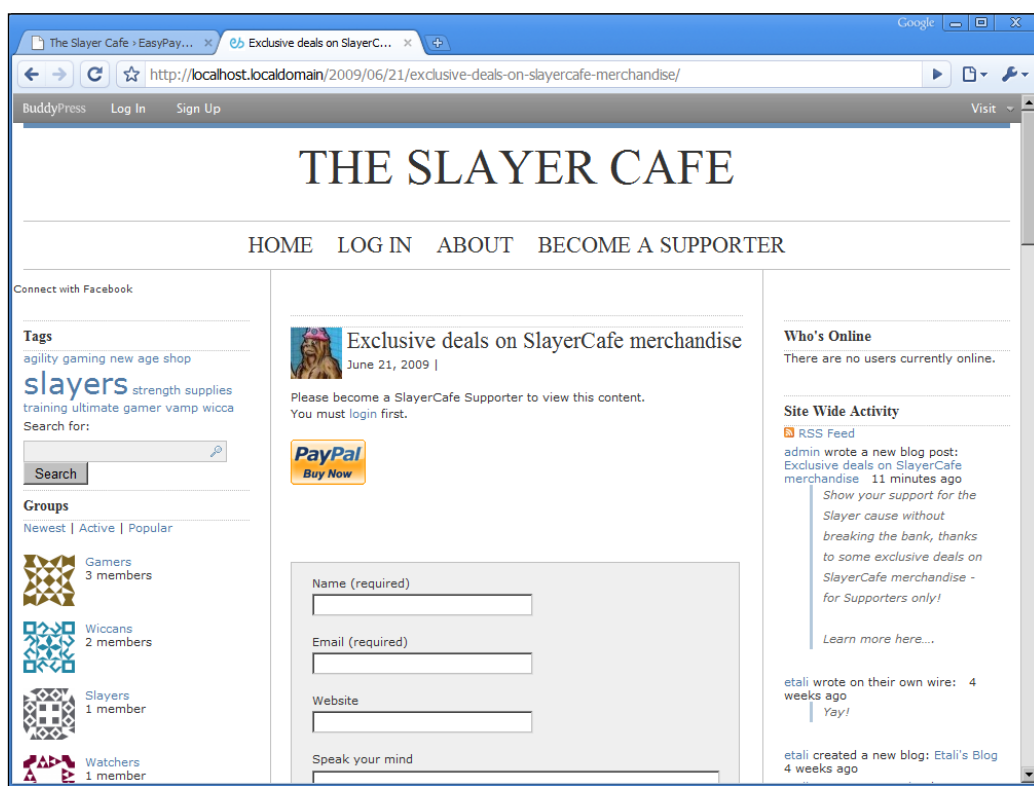 Google
The Slayer Cafe › EasyPay...
Exclusive deals on SlayerC...
http://localhost.localdomain/2009/06/21/exclusive-deals-on-slayercafe-merchandise/
BuddyPress Log In Sign Up Visit
THE SLAYER CAFE
HOME LOG IN ABOUT BECOME A SUPPORTER
Connect with Facebook
Tags
agility gaming new age shop
slayers strength supplies
training ultimate gamer vamp wicca
Search for:
Search
Groups
Newest | Active | Popular
Gamers
3 members
Wiccans
2 members
Slayers
1 member
Watchers
1 member
Exclusive deals on SlayerCafe merchandise
June 21, 2009 |
Please become a SlayerCafe Supporter to view this content.
You must login first.
PayPal
Buy Now
Name (required)
Email (required)
Website
Speak your mind
Who's Online
There are no users currently online.
Site Wide Activity
RSS Feed
admin wrote a new blog post:
Exclusive deals on SlayerCafe
merchandise 11 minutes ago
Show your support for the
Slayer cause without
breaking the bank, thanks
to some exclusive deals on
SlayerCafe merchandise -
for Supporters only!
Learn more here....
etali wrote on their own wire: 4
weeks ago
Yay!
etali created a new blog: Etali's Blog
4 weeks ago